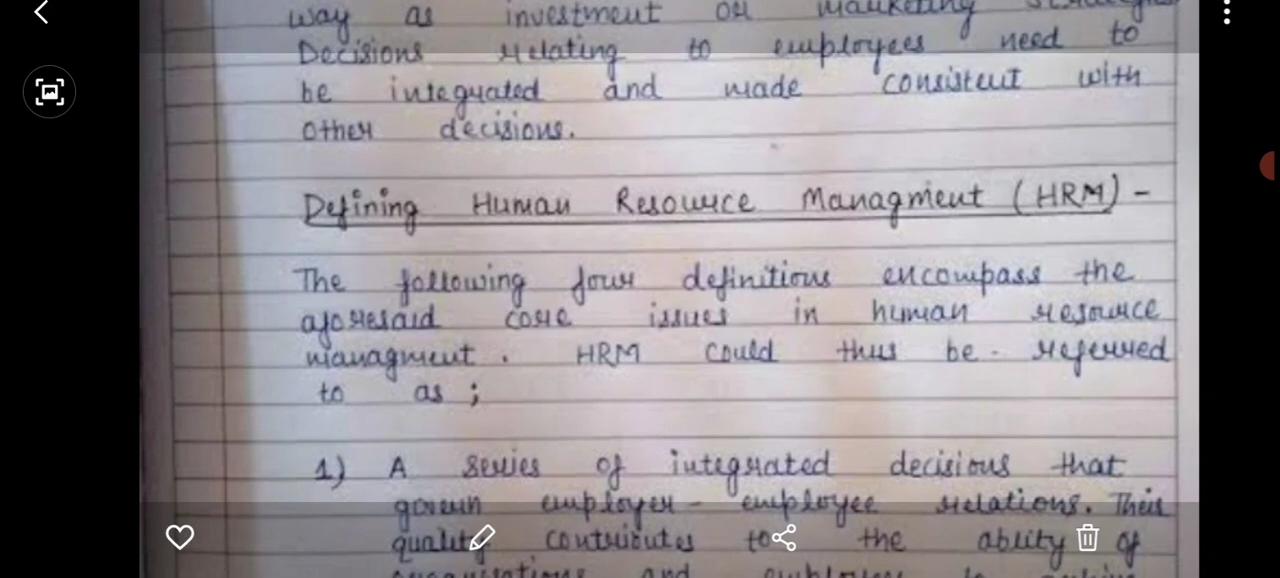 way as investment or marketing
Decisions relating to employees need to
be integrated and made consistent with
other decisions.
Defining Human Resource Managment (HRM) -
The following four definitions encompass the
aforesaid core issues in human resource
managment. HRM could thus be referred
to as ;
1) A series of integrated decisions that
govern employer - employee relations. Their
quality contributes to the ability of
and